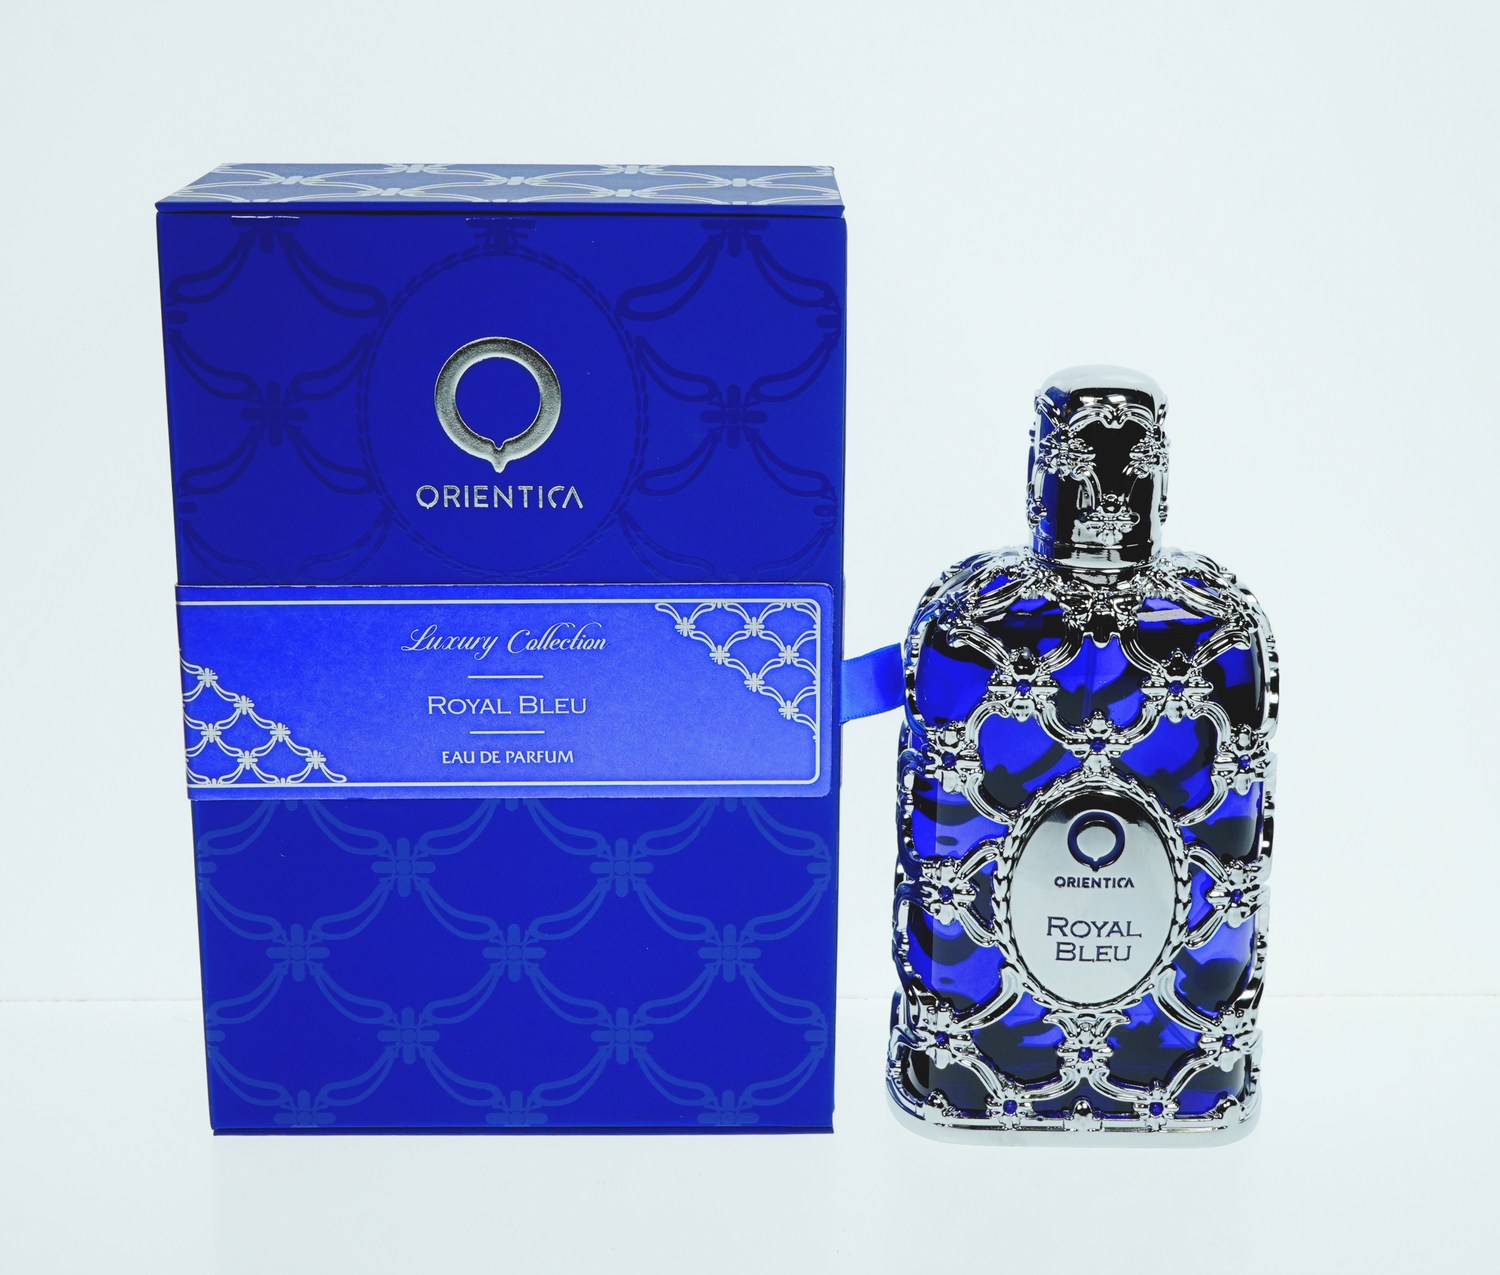 ORIENTICA
Luxury Collection
ROYAL BLEU
EAU DE PARFUM
ORIENTICA
ROYAL
BLEU